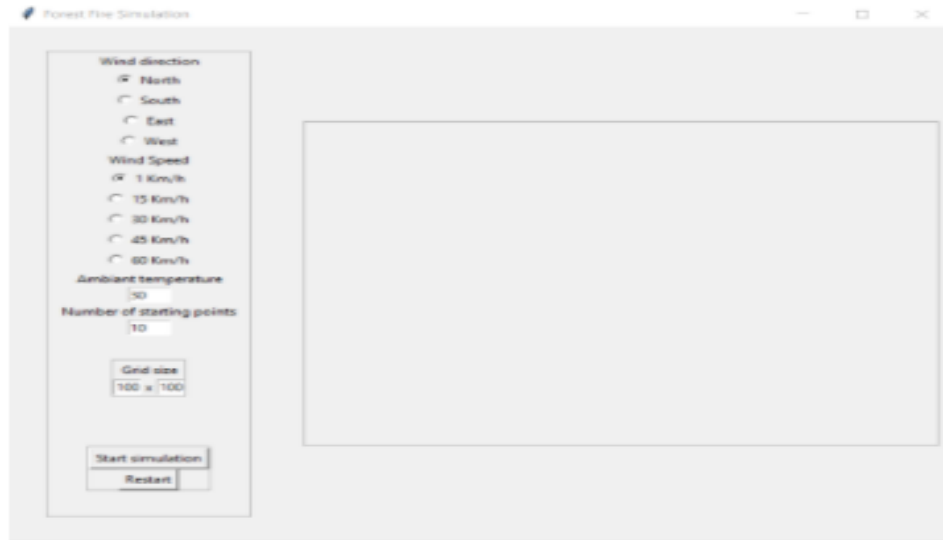 Forest Fire Simulation
Wind direction
North
South
East
West
Wind Speed
1 Km/h
15 Km/h
30 Km/h
45 Km/h
60 Km/h
Ambiant temperature
30
Number of starting points
10
Grid size
100 x 100
Start simulation
Restart